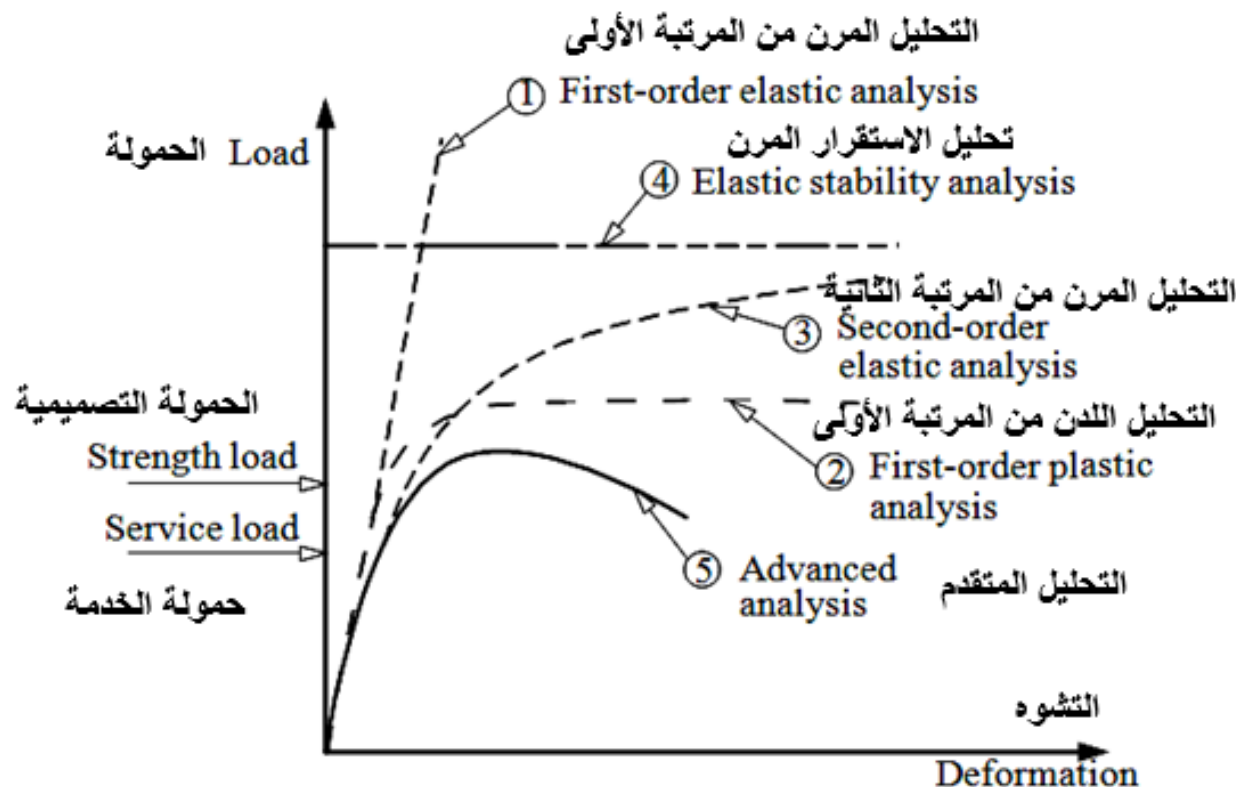 التحليل المرن من المرتبة الأولى
① First-order elastic analysis
الحمولة Load
تحليل الاستقرار المرن
④ Elastic stability analysis
التحليل المرن من المرتبة الثانية
③ Second-order
elastic analysis
الحمولة التصميمية
التحليل اللدن من المرتبة الأولى
Strength load
② First-order plastic
analysis
Service load
⑤ Advanced
analysis
التحليل المتقدم
حمولة الخدمة
التشوه
Deformation